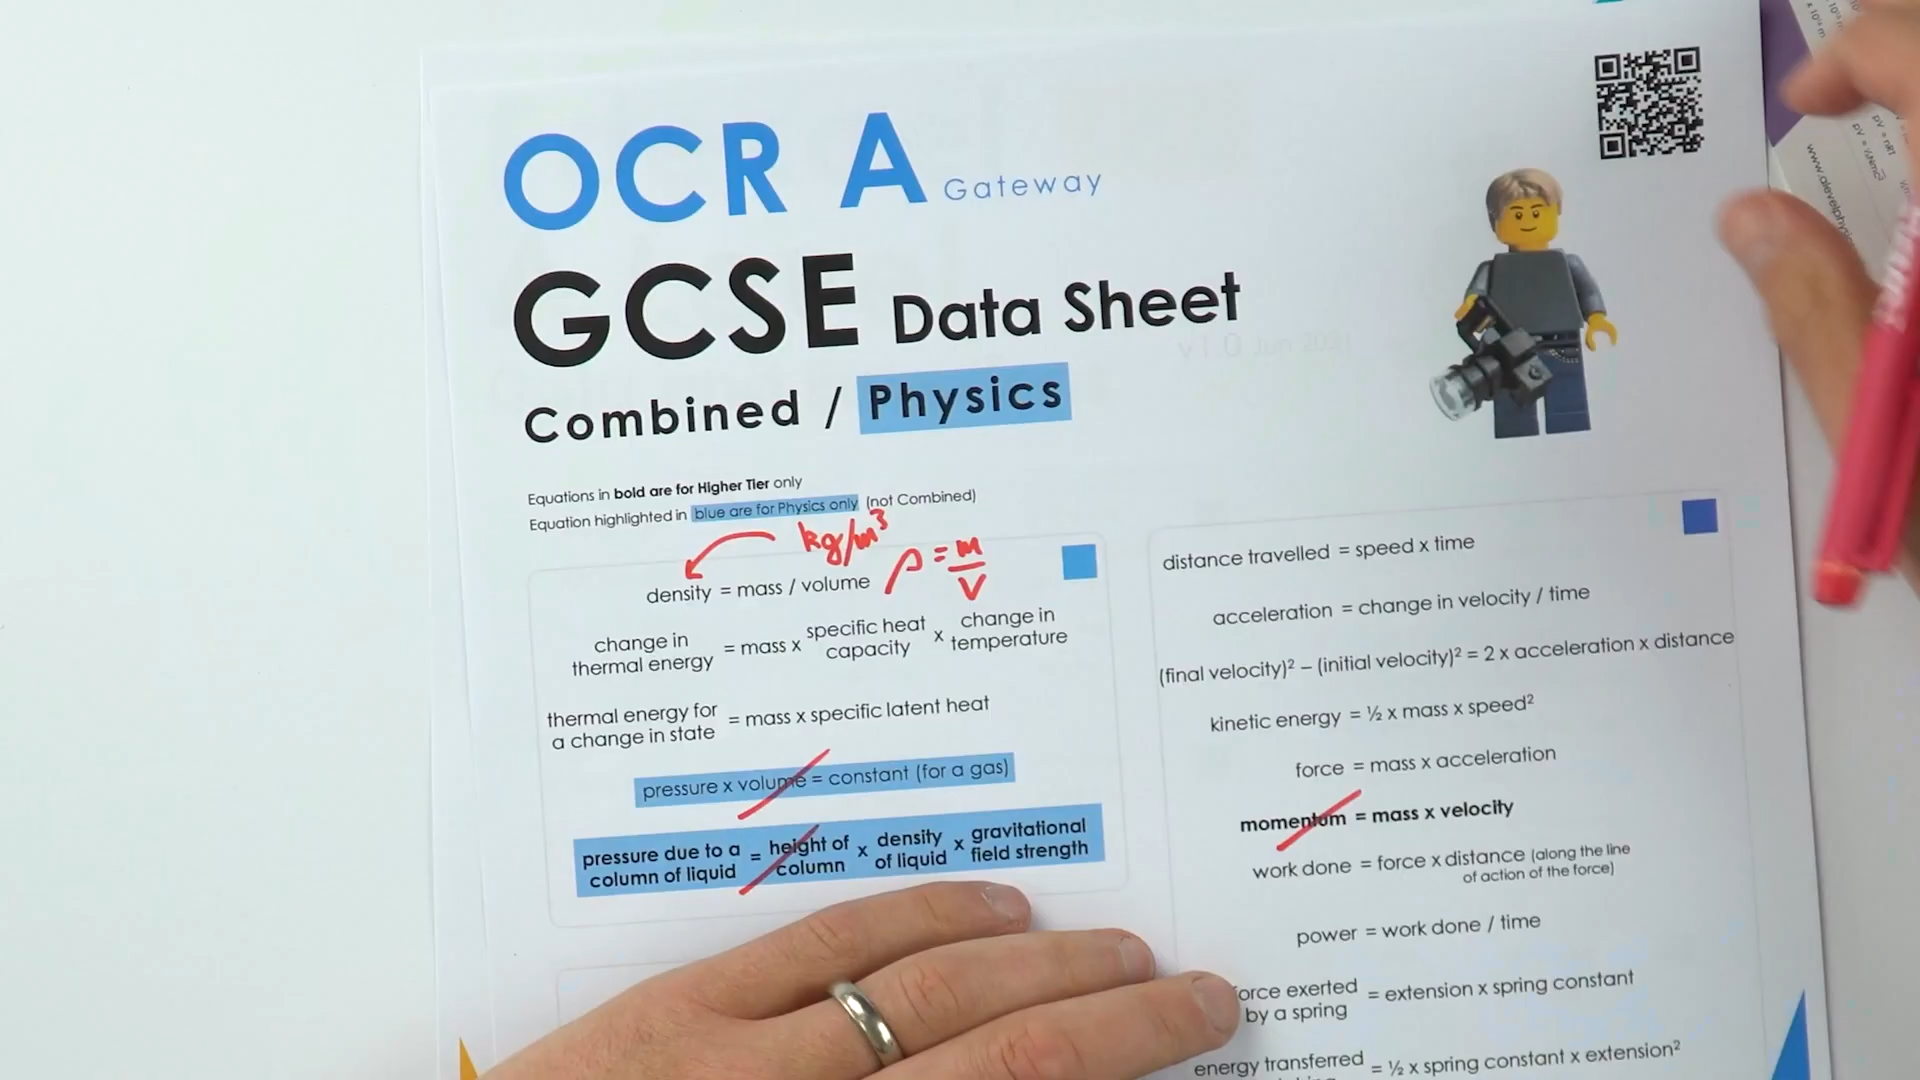 OCR A Gateway
GCSE Data Sheet
Combined / Physics
Equations in bold are for Higher Tier only
Equation highlighted in blue are for Physics only (not Combined)
kg/m³
density = mass / volume ρ = m/V
change in thermal energy = mass x specific heat capacity x change in temperature
thermal energy for a change in state = mass x specific latent heat
pressure x volume = constant (for a gas)
pressure due to a column of liquid = height of column x density of liquid x gravitational field strength
distance travelled = speed x time
acceleration = change in velocity / time
(final velocity)² – (initial velocity)² = 2 x acceleration x distance
kinetic energy = ½ x mass x speed²
force = mass x acceleration
momentum = mass x velocity
work done = force x distance (along the line of action of the force)
power = work done / time
force exerted by a spring = extension x spring constant
energy transferred = ½ x spring constant x extension²
v1.0 Jun 2021